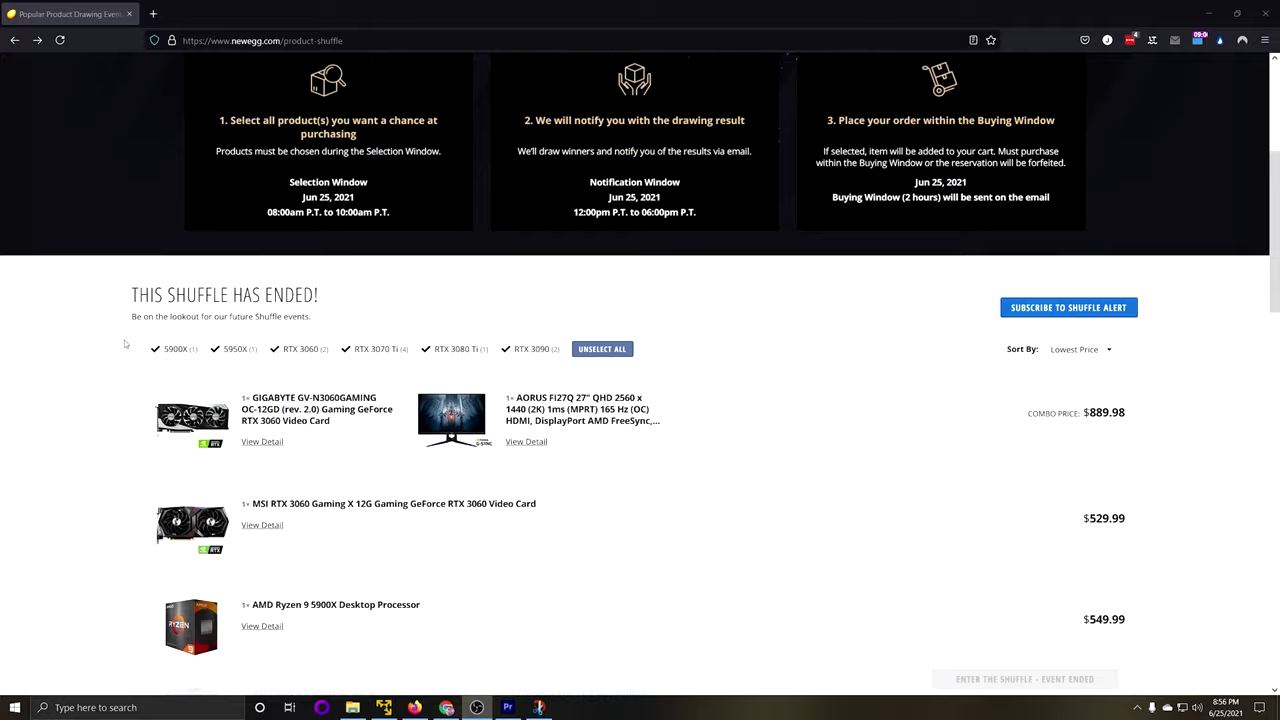 Popular Product Drawing Even
https://www.newegg.com/product-shuffle
4
09:0
1. Select all product(s) you want a chance at
purchasing
Products must be chosen during the Selection Window.
Selection Window
Jun 25, 2021
08:00am P.T. to 10:00am P.T.
2. We will notify you with the drawing result
We'll draw winners and notify you of the results via email.
Notification Window
Jun 25, 2021
12:00pm P.T. to 06:00pm P.T.
3. Place your order within the Buying Window
If selected, item will be added to your cart. Must purchase
within the Buying Window or the reservation will be forfeited.
Jun 25, 2021
Buying Window (2 hours) will be sent on the email
THIS SHUFFLE HAS ENDED!
Be on the lookout for our future Shuffle events.
SUBSCRIBE TO SHUFFLE ALERT
5900X (1) 5950X (1) RTX 3060 (2) RTX 3070 Ti (4) RTX 3080 Ti (1) RTX 3090 (2) UNSELECT ALL
Sort By: Lowest Price
1× GIGABYTE GV-N3060GAMING
OC-12GD (rev. 2.0) Gaming GeForce
RTX 3060 Video Card
View Detail
1× AORUS FI27Q 27" QHD 2560 x
1440 (2K) 1ms (MPRT) 165 Hz (OC)
HDMI, DisplayPort AMD FreeSync,...
View Detail
COMBO PRICE: $889.98
RTX
G-SYNC
1× MSI RTX 3060 Gaming X 12G Gaming GeForce RTX 3060 Video Card
View Detail
$529.99
RTX
1× AMD Ryzen 9 5900X Desktop Processor
View Detail
$549.99
RYZEN
9
ENTER THE SHUFFLE - EVENT ENDED
Type here to search
Pr
8:56 PM
6/25/2021